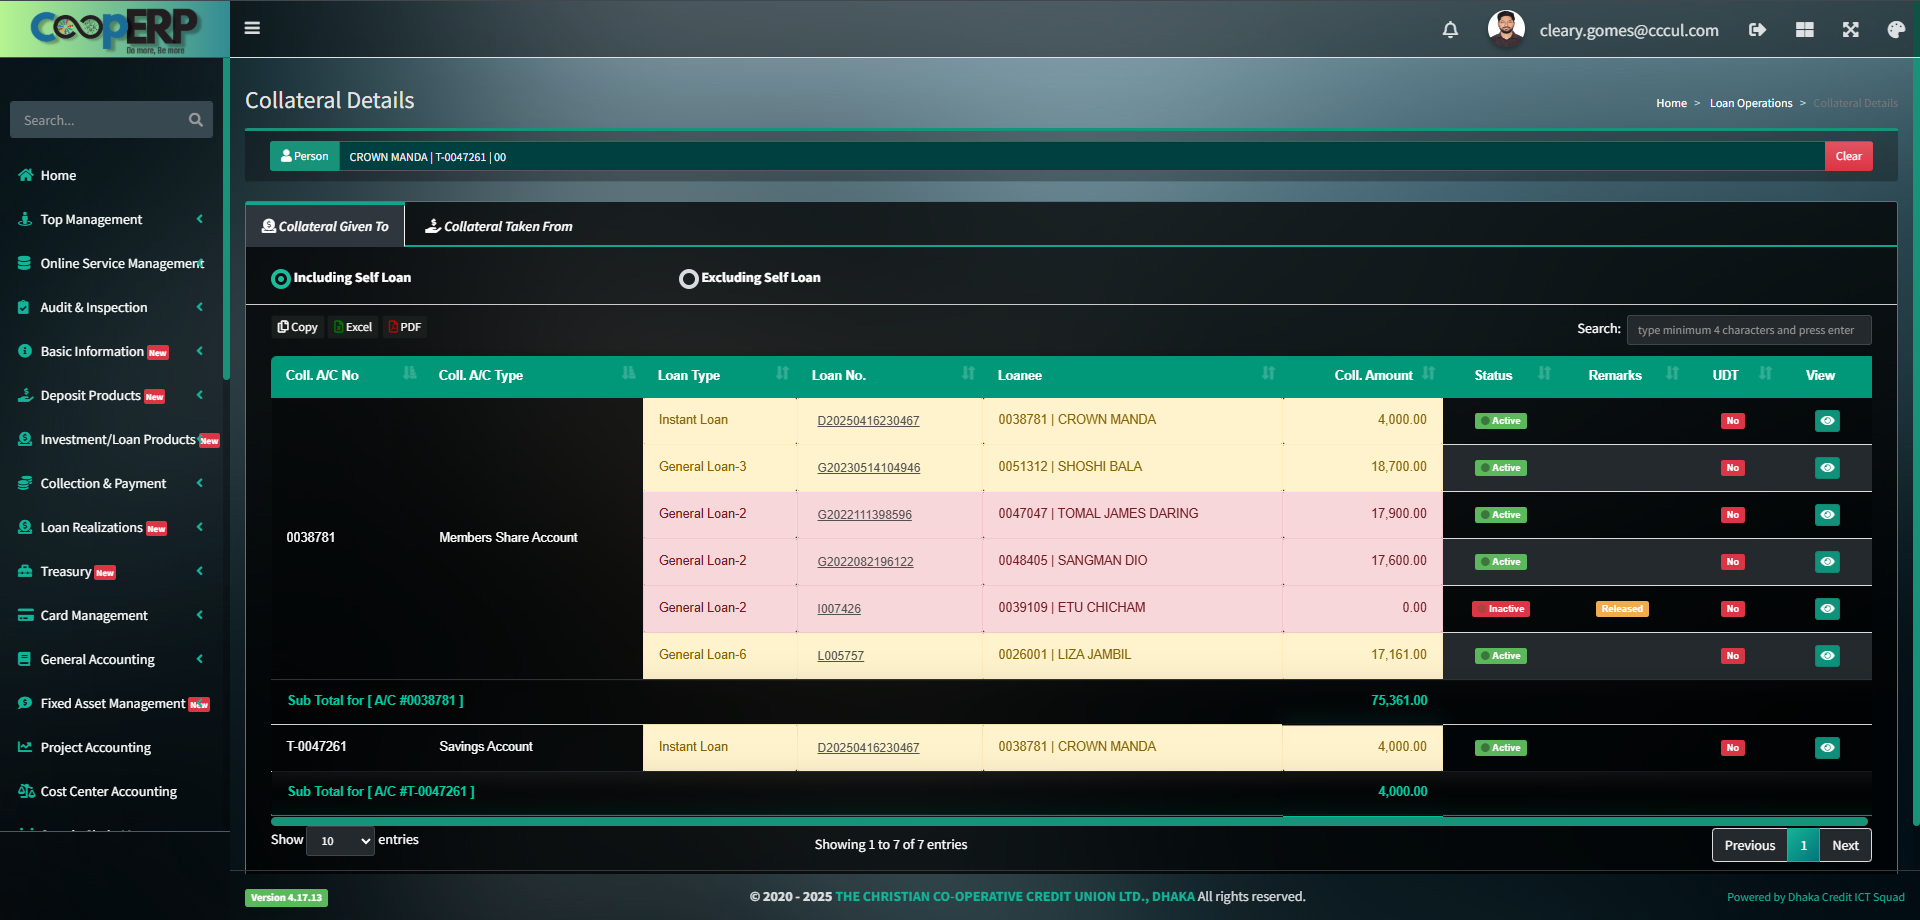 CoopERP
Do more, Be more
cleary.gomes@cccul.com
Search...
Home
Top Management
Online Service Management
Audit & Inspection
Basic Information New
Deposit Products New
Investment/Loan Products New
Collection & Payment
Loan Realizations New
Treasury New
Card Management
General Accounting
Fixed Asset Management New
Project Accounting
Cost Center Accounting
Collateral Details
Home > Loan Operations > Collateral Details
Person CROWN MANDA | T-0047261 | 00 Clear
Collateral Given To Collateral Taken From
Including Self Loan Excluding Self Loan
Copy Excel PDF Search: type minimum 4 characters and press enter
Coll. A/C No Coll. A/C Type Loan Type Loan No. Loanee Coll. Amount Status Remarks UDT View
Instant Loan D20250416230467 0038781 | CROWN MANDA 4,000.00 Active No
General Loan-3 G20230514104946 0051312 | SHOSHI BALA 18,700.00 Active No
General Loan-2 G2022111398596 0047047 | TOMAL JAMES DARING 17,900.00 Active No
0038781 Members Share Account
General Loan-2 G2022082196122 0048405 | SANGMAN DIO 17,600.00 Active No
General Loan-2 I007426 0039109 | ETU CHICHAM 0.00 Inactive Released No
General Loan-6 L005757 0026001 | LIZA JAMBIL 17,161.00 Active No
Sub Total for [ A/C #0038781 ] 75,361.00
T-0047261 Savings Account Instant Loan D20250416230467 0038781 | CROWN MANDA 4,000.00 Active No
Sub Total for [ A/C #T-0047261 ] 4,000.00
Show 10 entries Showing 1 to 7 of 7 entries Previous 1 Next
Version 4.17.13 © 2020 - 2025 THE CHRISTIAN CO-OPERATIVE CREDIT UNION LTD., DHAKA All rights reserved. Powered by Dhaka Credit ICT Squad